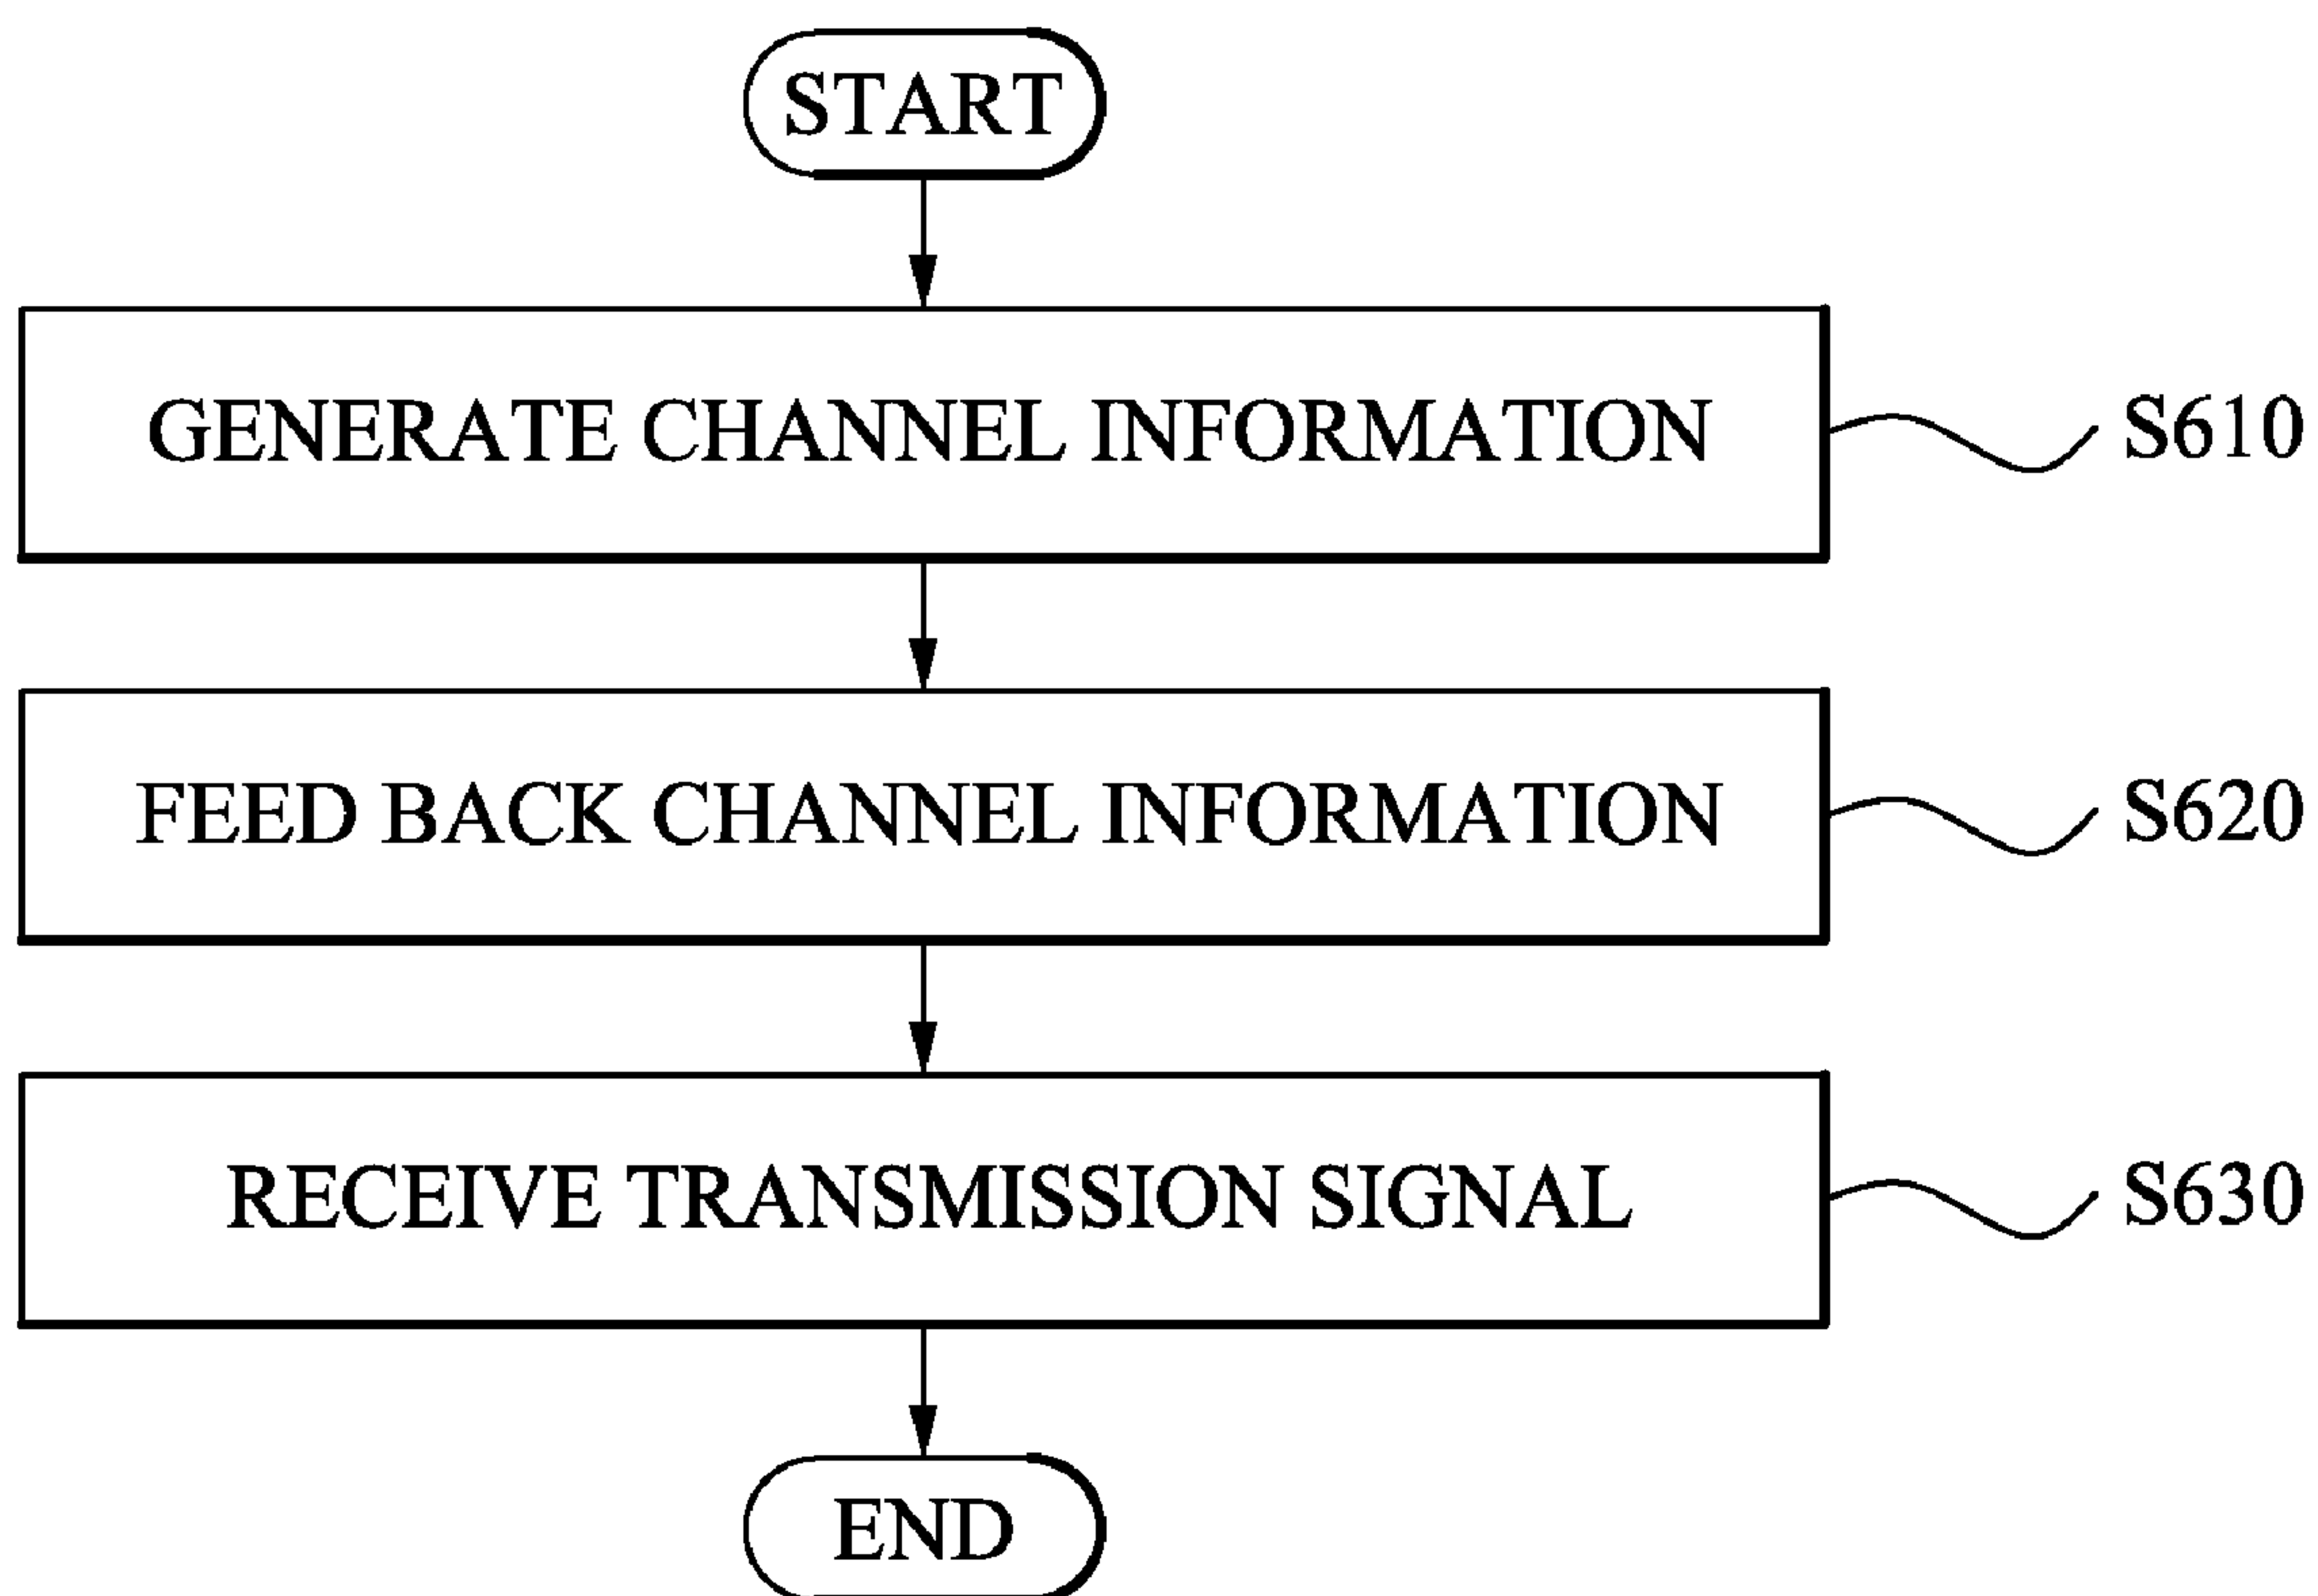 START
GENERATE CHANNEL INFORMATION
S610
FEED BACK CHANNEL INFORMATION
S620
RECEIVE TRANSMISSION SIGNAL
S630
END